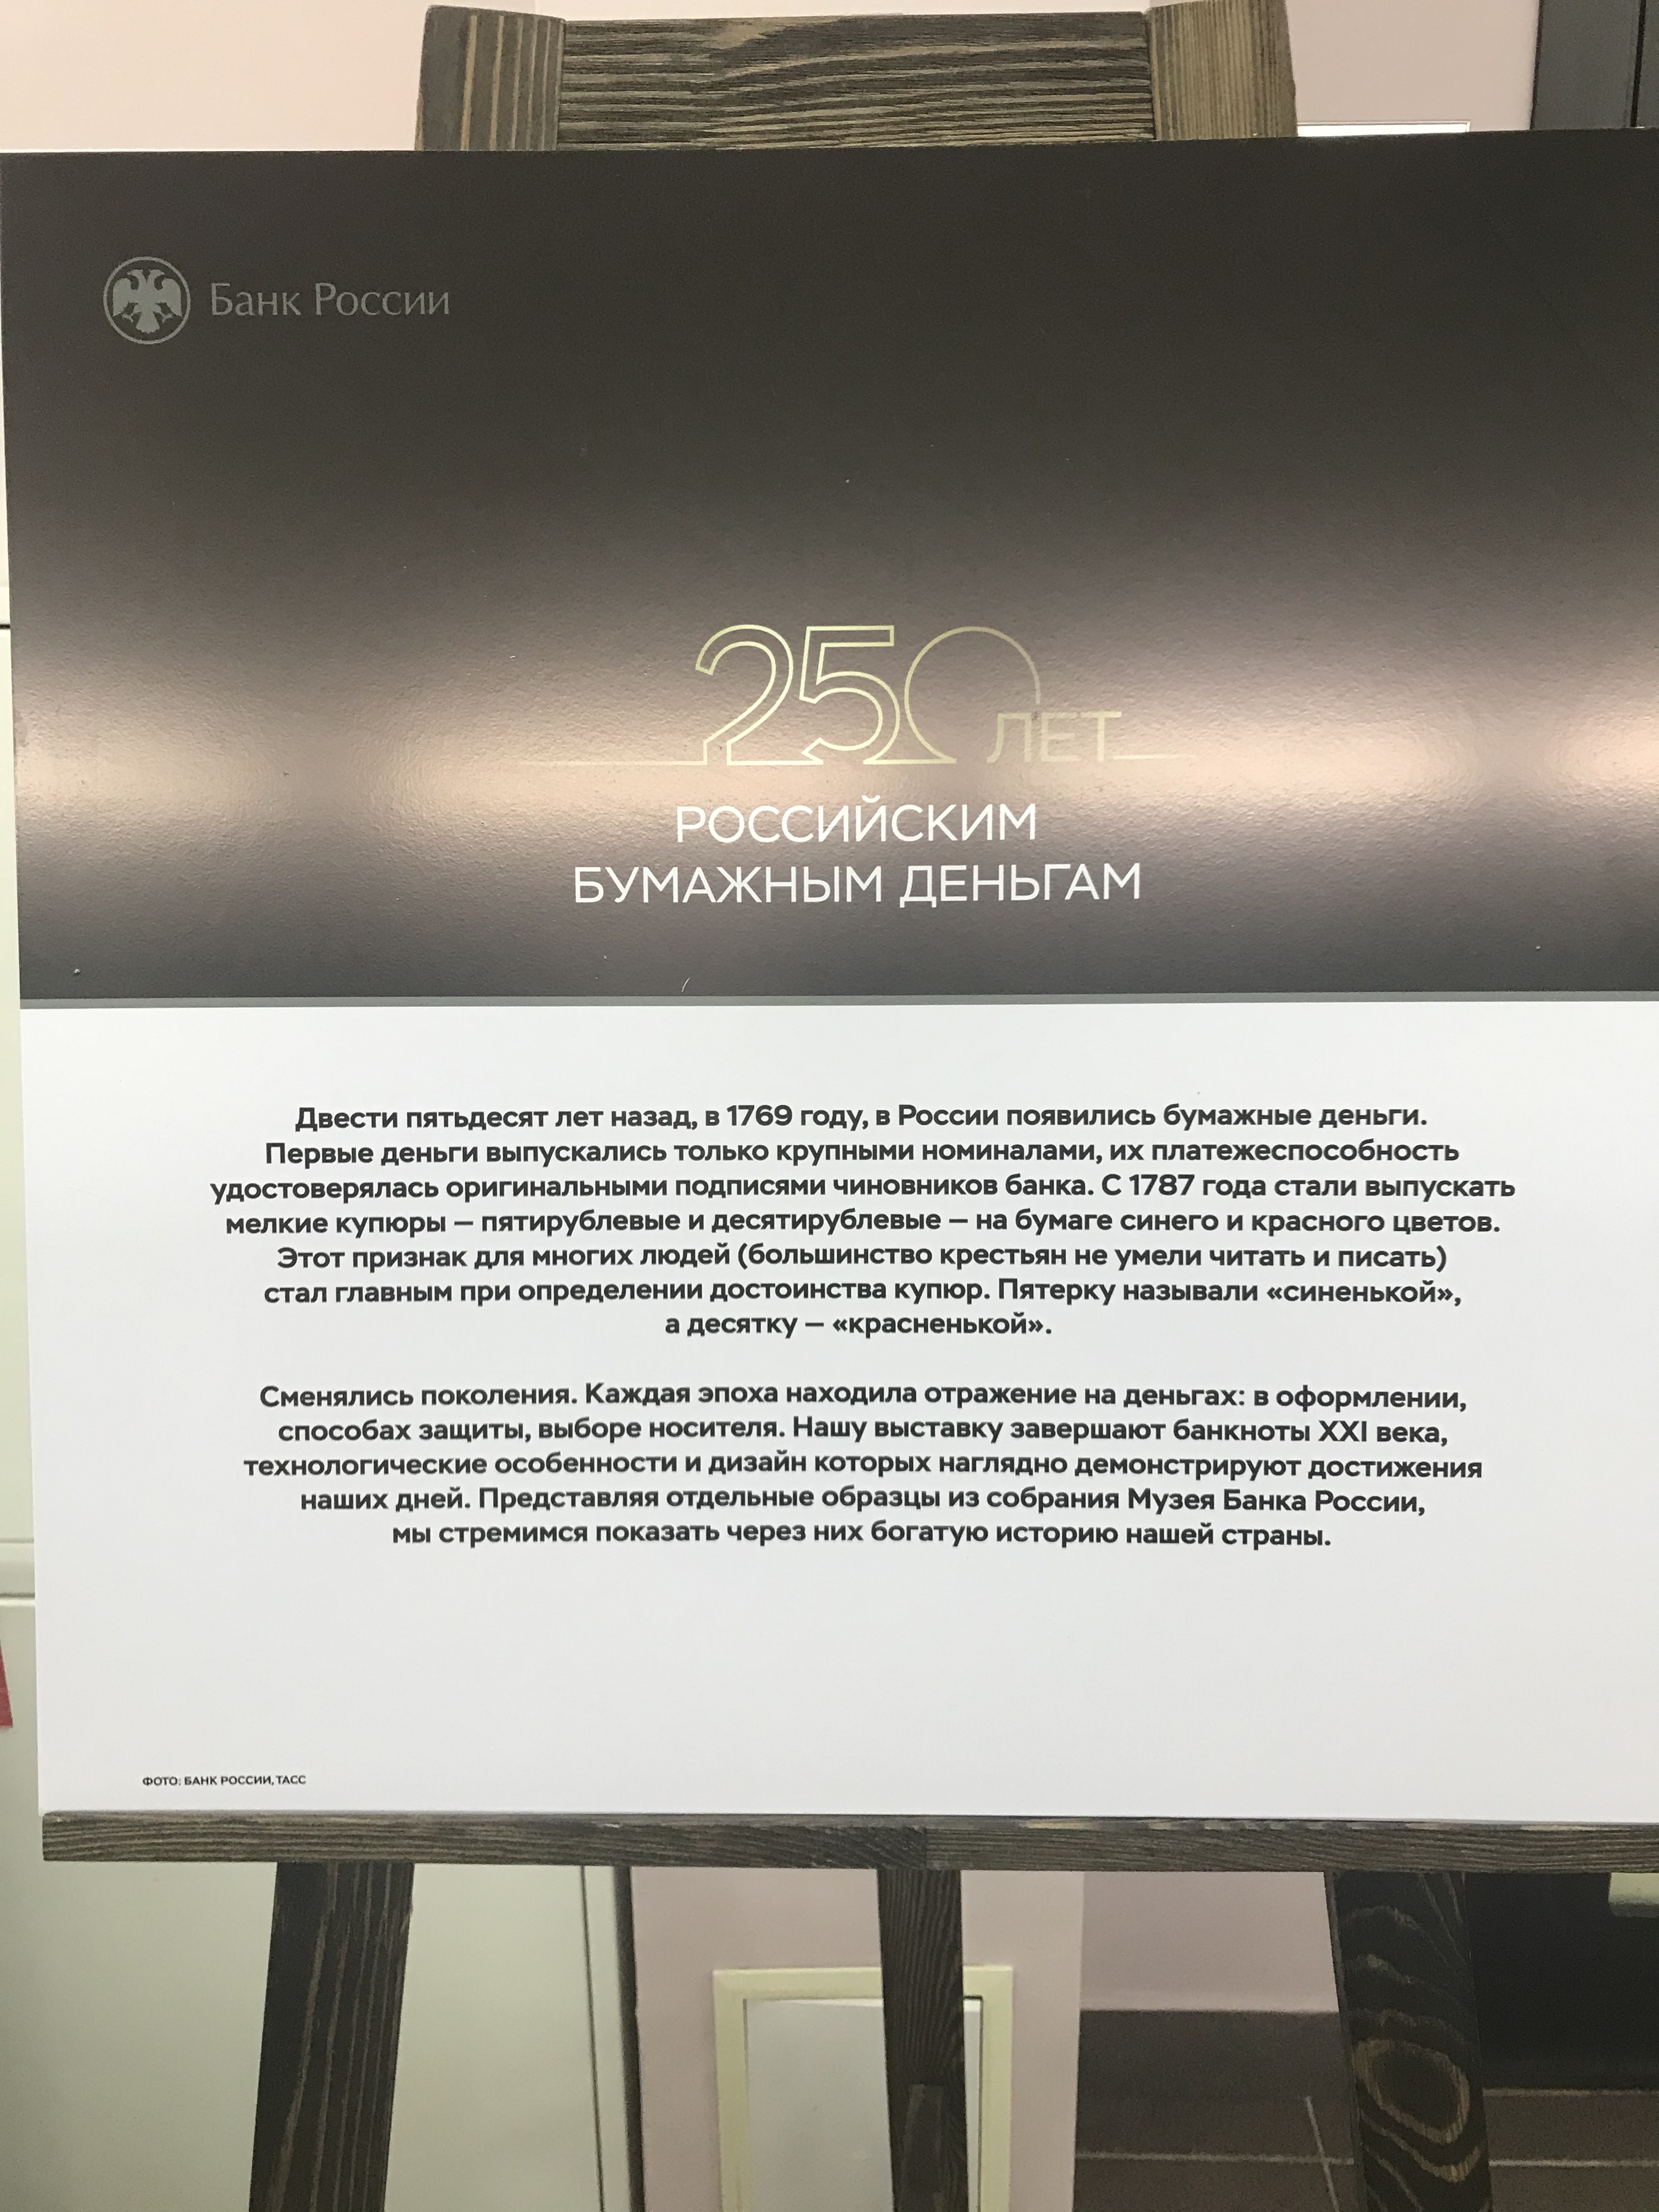 Банк России
250 ЛЕТ
РОССИЙСКИМ
БУМАЖНЫМ ДЕНЬГАМ
Двести пятьдесят лет назад, в 1769 году, в России появились бумажные деньги.
Первые деньги выпускались только крупными номиналами, их платежеспособность
удостоверялась оригинальными подписями чиновников банка. С 1787 года стали выпускать
мелкие купюры — пятирублевые и десятирублевые — на бумаге синего и красного цветов.
Этот признак для многих людей (большинство крестьян не умели читать и писать)
стал главным при определении достоинства купюр. Пятерку называли «синенькой»,
а десятку — «красненькой».
Сменялись поколения. Каждая эпоха находила отражение на деньгах: в оформлении,
способах защиты, выборе носителя. Нашу выставку завершают банкноты XXI века,
технологические особенности и дизайн которых наглядно демонстрируют достижения
наших дней. Представляя отдельные образцы из собрания Музея Банка России,
мы стремимся показать через них богатую историю нашей страны.
ФОТО: БАНК РОССИИ, ТАСС